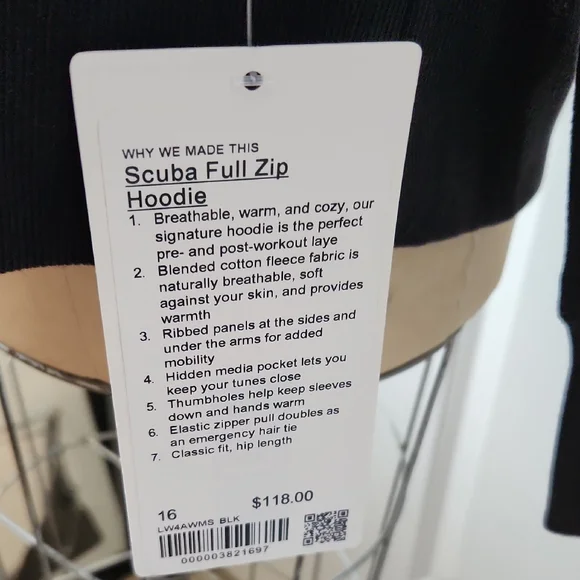 WHY WE MADE THIS
Scuba Full Zip
Hoodie
1. Breathable, warm, and cozy, our
signature hoodie is the perfect
pre- and post-workout laye
2. Blended cotton fleece fabric is
naturally breathable, soft
against your skin, and provides
warmth
3. Ribbed panels at the sides and
under the arms for added
mobility
4. Hidden media pocket lets you
keep your tunes close
5. Thumbholes help keep sleeves
down and hands warm
6. Elastic zipper pull doubles as
an emergency hair tie
7. Classic fit, hip length
16 $118.00
LW4AWMS BLK
000003821697